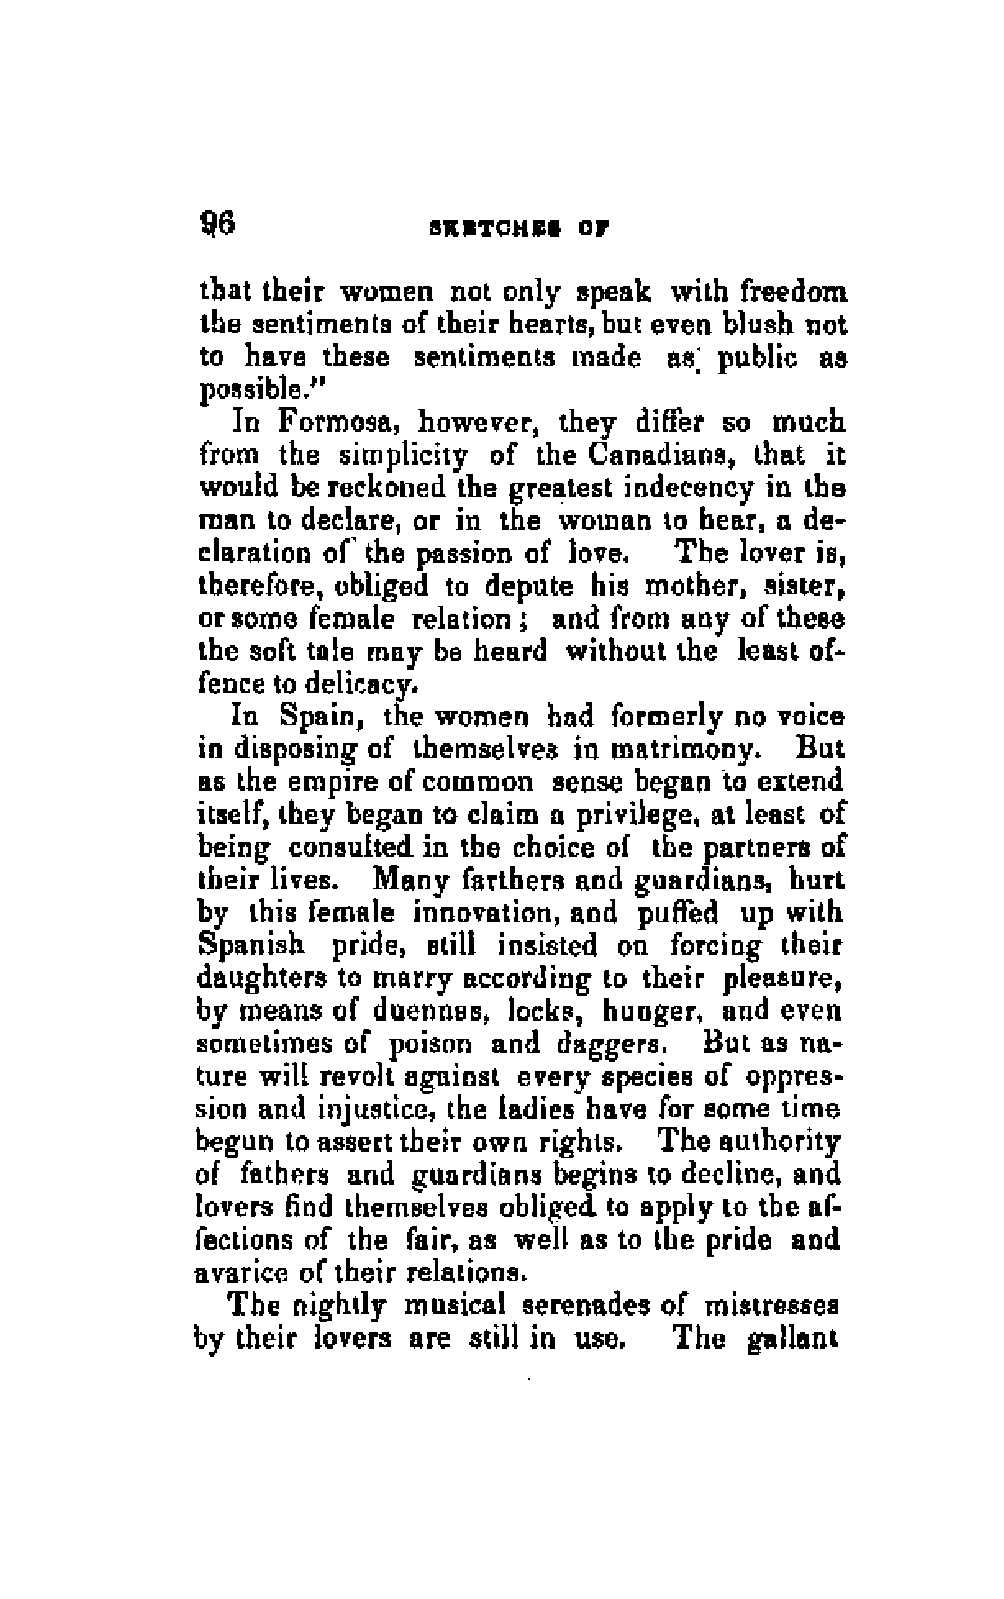 96 SKETCHES OF
that their women not only speak with freedom
the sentiments of their hearts, but even blush not
to have these sentiments made as public as
possible."
In Formosa, however, they differ so much
from the simplicity of the Canadians, that it
would be reckoned the greatest indecency in the
man to declare, or in the woman to hear, a de-
claration of the passion of love. The lover is,
therefore, obliged to depute his mother, sister,
or some female relation; and from any of these
the soft tale may be heard without the least of-
fence to delicacy.
In Spain, the women had formerly no voice
in disposing of themselves in matrimony. But
as the empire of common sense began to extend
itself, they began to claim a privilege, at least of
being consulted in the choice of the partners of
their lives. Many farthers and guardians, hurt
by this female innovation, and puffed up with
Spanish pride, still insisted on forcing their
daughters to marry according to their pleasure,
by means of duennas, locks, hunger, and even
sometimes of poison and daggers. But as na-
ture will revolt against every species of oppres-
sion and injustice, the ladies have for some time
begun to assert their own rights. The authority
of fathers and guardians begins to decline, and
lovers find themselves obliged to apply to the af-
fections of the fair, as well as to the pride and
avarice of their relations.
The nightly musical serenades of mistresses
by their lovers are still in use. The gallant